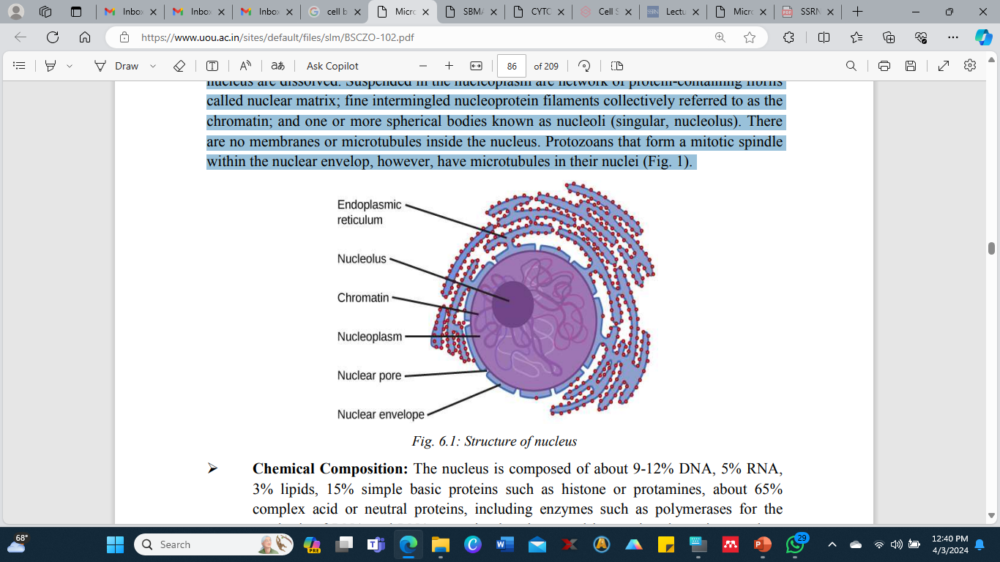 Inbox
Inbox
Inbox
cell b
Micro
SBMA
CYTO
Cell S
Lectu
Micro
SSRN
https://www.uou.ac.in/sites/default/files/slm/BSCZO-102.pdf
Draw
Ask Copilot
86 of 209
nucleus are dissolved. Suspended in the nucleoplasm are network of protein-containing fibrils
called nuclear matrix; fine intermingled nucleoprotein filaments collectively referred to as the
chromatin; and one or more spherical bodies known as nucleoli (singular, nucleolus). There
are no membranes or microtubules inside the nucleus. Protozoans that form a mitotic spindle
within the nuclear envelop, however, have microtubules in their nuclei (Fig. 1).
Endoplasmic
reticulum
Nucleolus
Chromatin
Nucleoplasm
Nuclear pore
Nuclear envelope
Fig. 6.1: Structure of nucleus
Chemical Composition: The nucleus is composed of about 9-12% DNA, 5% RNA,
3% lipids, 15% simple basic proteins such as histone or protamines, about 65%
complex acid or neutral proteins, including enzymes such as polymerases for the
68°
Search
PRE
29
12:40 PM
4/3/2024